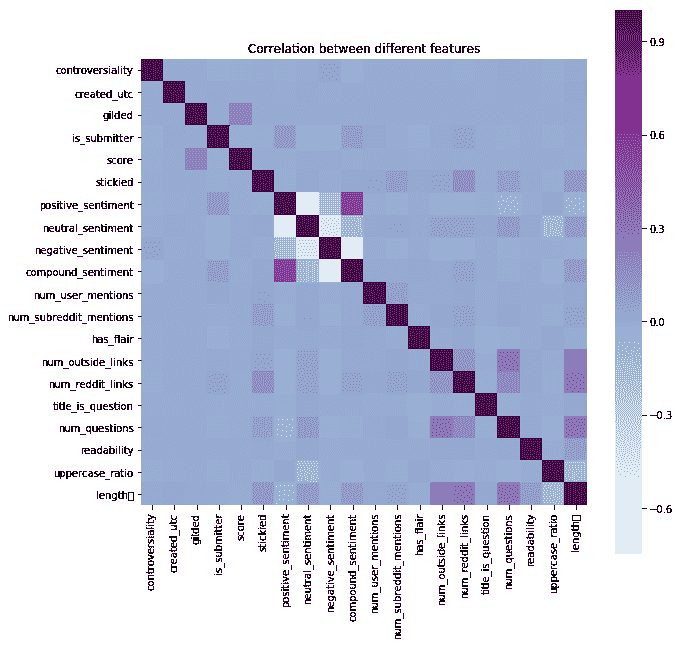 Correlation between different features
controversiality
created_utc
gilded
is_submitter
score
stickied
positive_sentiment
neutral_sentiment
negative_sentiment
compound_sentiment
num_user_mentions
num_subreddit_mentions
has_flair
num_outside_links
num_reddit_links
title_is_question
num_questions
readability
uppercase_ratio
length▯
0.9
0.6
0.3
0.0
−0.3
−0.6
controversiality
created_utc
gilded
is_submitter
score
stickied
positive_sentiment
neutral_sentiment
negative_sentiment
compound_sentiment
num_user_mentions
num_subreddit_mentions
has_flair
num_outside_links
num_reddit_links
title_is_question
num_questions
readability
uppercase_ratio
length▯